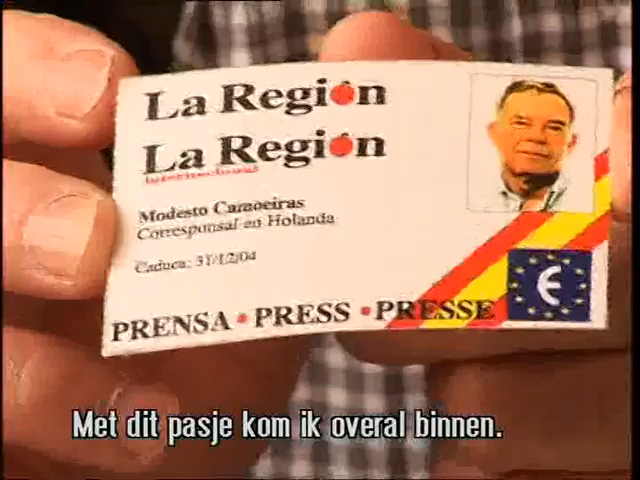 La Región
La Región
Internacional
Modesto Camoeiras
Corresponsal en Holanda
Caduca: 31/12/04
PRENSA • PRESS • PRESSE
Met dit pasje kom ik overal binnen.